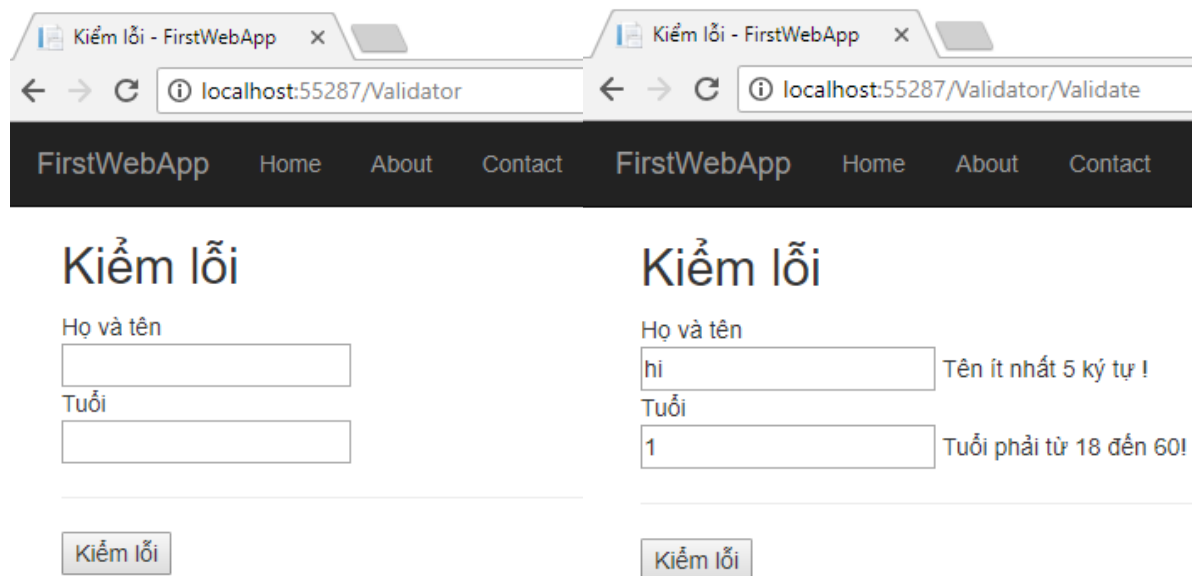 Kiểm lỗi - FirstWebApp
localhost:55287/Validator
FirstWebApp Home About Contact
Kiểm lỗi
Họ và tên
Tuổi
Kiểm lỗi
Kiểm lỗi - FirstWebApp
localhost:55287/Validator/Validate
FirstWebApp Home About Contact
Kiểm lỗi
Họ và tên
hi Tên ít nhất 5 ký tự !
Tuổi
1 Tuổi phải từ 18 đến 60!
Kiểm lỗi